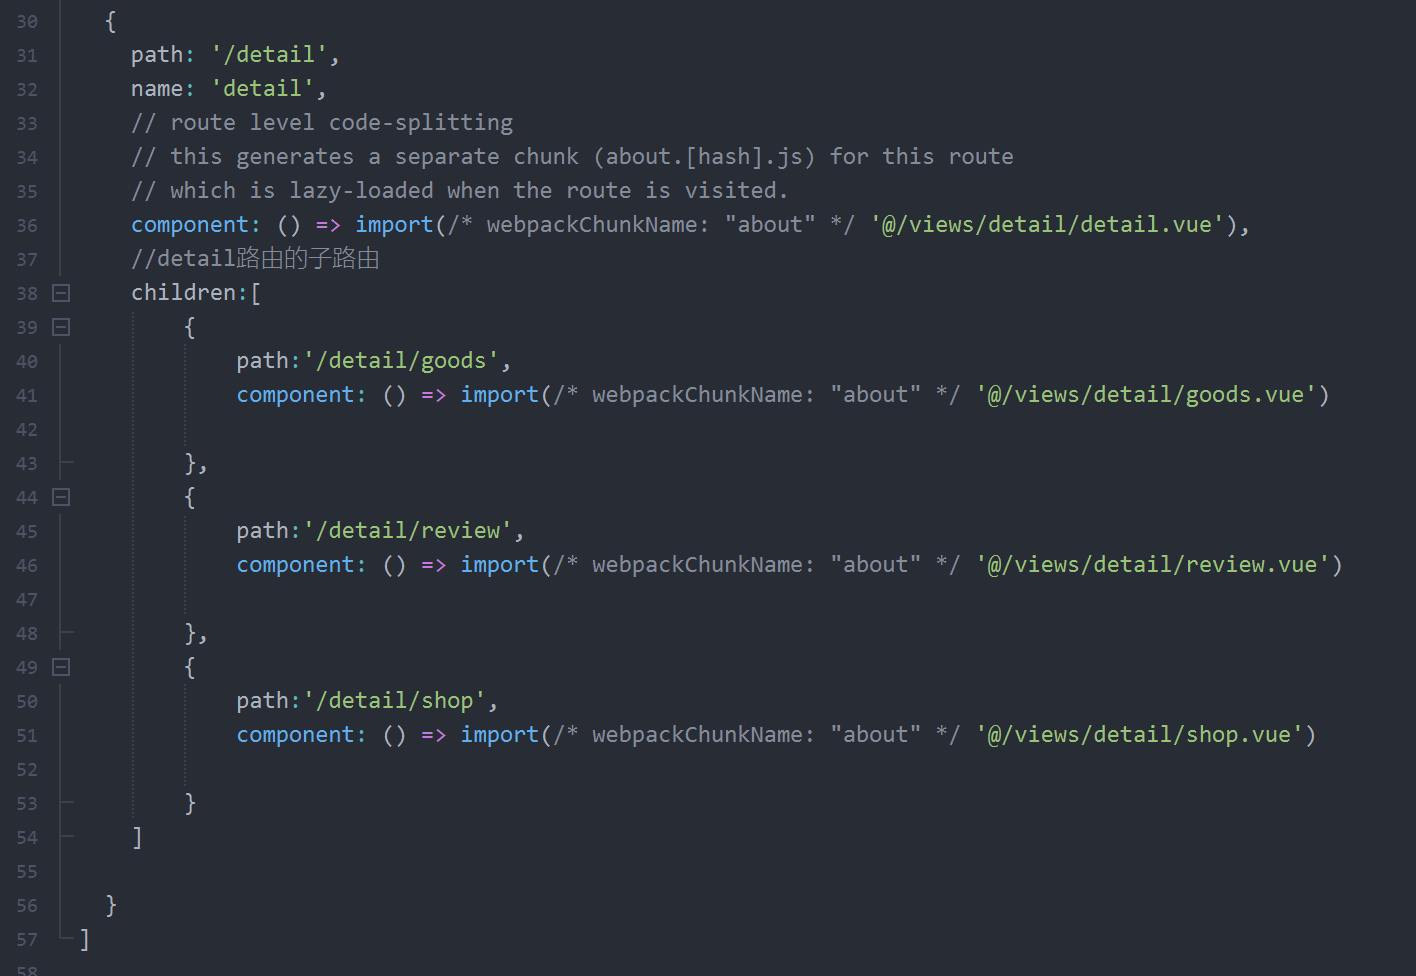 30 {
31 path: '/detail',
32 name: 'detail',
33 // route level code-splitting
34 // this generates a separate chunk (about.[hash].js) for this route
35 // which is lazy-loaded when the route is visited.
36 component: () => import(/* webpackChunkName: "about" */ '@/views/detail/detail.vue'),
37 //detail路由的子路由
38 children:[
39 {
40 path:'/detail/goods',
41 component: () => import(/* webpackChunkName: "about" */ '@/views/detail/goods.vue')
42
43 },
44 {
45 path:'/detail/review',
46 component: () => import(/* webpackChunkName: "about" */ '@/views/detail/review.vue')
47
48 },
49 {
50 path:'/detail/shop',
51 component: () => import(/* webpackChunkName: "about" */ '@/views/detail/shop.vue')
52
53 }
54 ]
55
56 }
57 ]
58